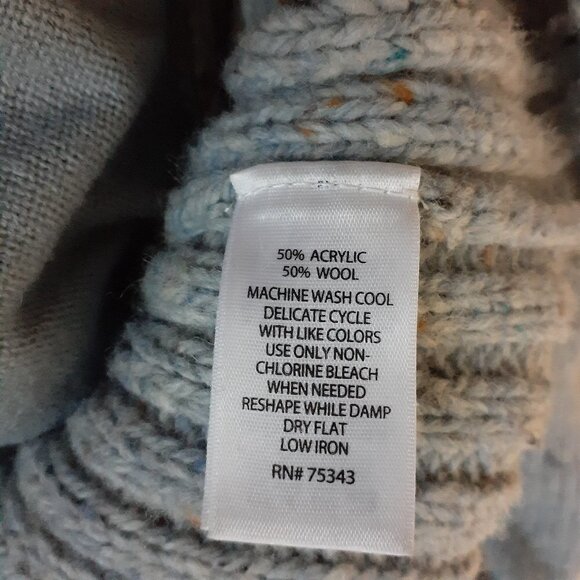 50% ACRYLIC
50% WOOL
MACHINE WASH COOL
DELICATE CYCLE
WITH LIKE COLORS
USE ONLY NON-
CHLORINE BLEACH
WHEN NEEDED
RESHAPE WHILE DAMP
DRY FLAT
LOW IRON
RN# 75343